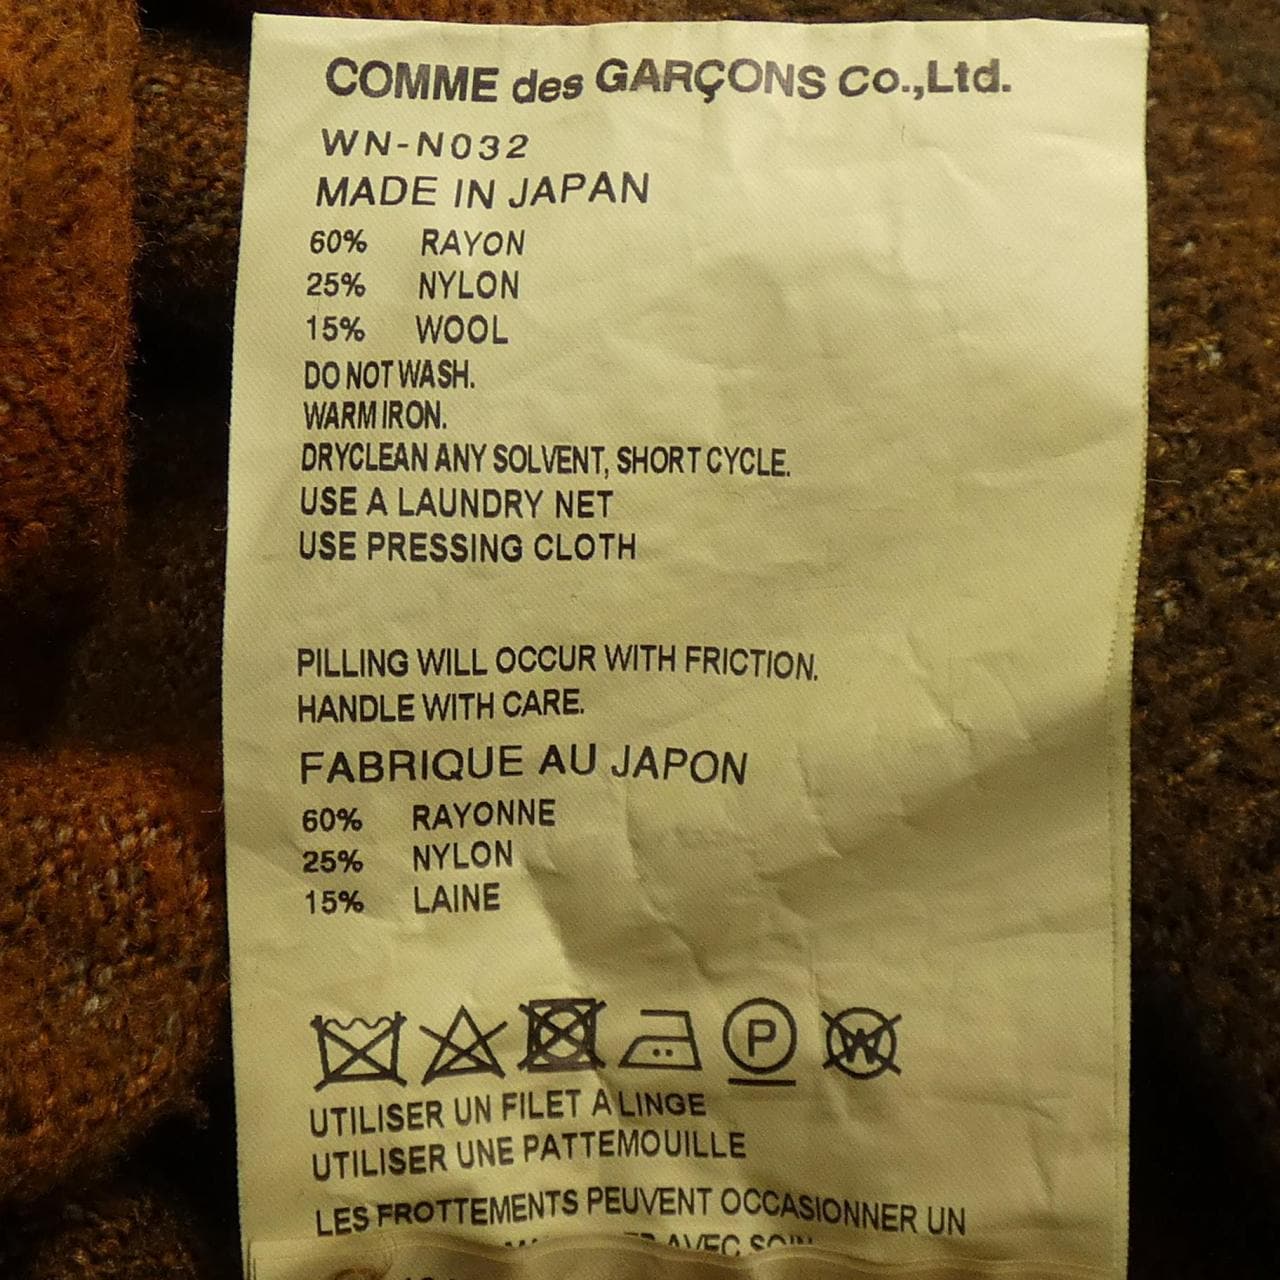 COMME des GARÇONS Co.,Ltd.
WN-N032
MADE IN JAPAN
60% RAYON
25% NYLON
15% WOOL
DO NOT WASH.
WARM IRON.
DRYCLEAN ANY SOLVENT, SHORT CYCLE.
USE A LAUNDRY NET
USE PRESSING CLOTH
PILLING WILL OCCUR WITH FRICTION.
HANDLE WITH CARE.
FABRIQUE AU JAPON
60% RAYONNE
25% NYLON
15% LAINE
P W
UTILISER UN FILET A LINGE
UTILISER UNE PATTEMOUILLE
LES FROTTEMENTS PEUVENT OCCASIONNER UN
AVEC SOIN